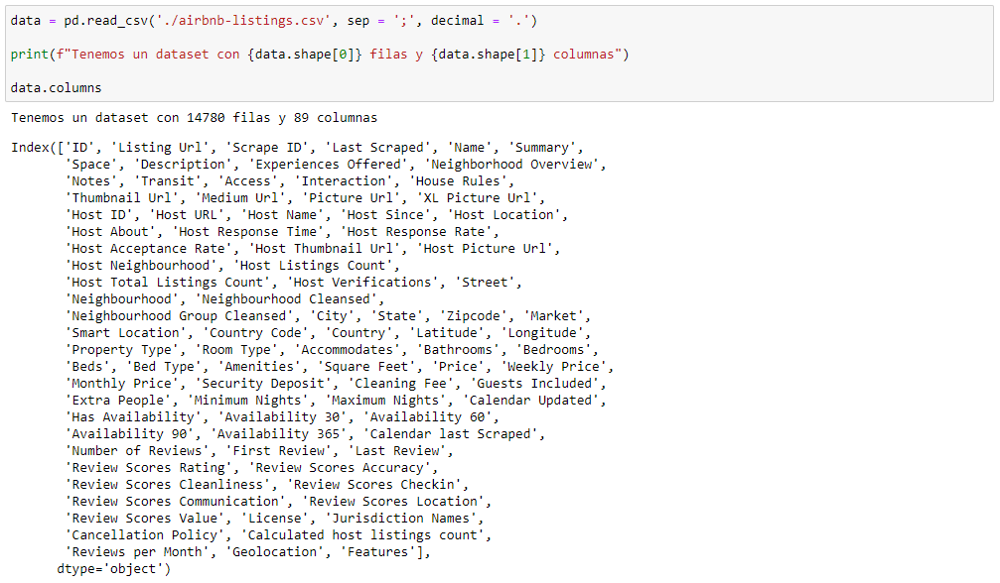 data = pd.read_csv('./airbnb-listings.csv', sep = ';', decimal = '.')
print(f"Tenemos un dataset con {data.shape[0]} filas y {data.shape[1]} columnas")
data.columns
Tenemos un dataset con 14780 filas y 89 columnas
Index(['ID', 'Listing Url', 'Scrape ID', 'Last Scraped', 'Name', 'Summary',
'Space', 'Description', 'Experiences Offered', 'Neighborhood Overview',
'Notes', 'Transit', 'Access', 'Interaction', 'House Rules',
'Thumbnail Url', 'Medium Url', 'Picture Url', 'XL Picture Url',
'Host ID', 'Host URL', 'Host Name', 'Host Since', 'Host Location',
'Host About', 'Host Response Time', 'Host Response Rate',
'Host Acceptance Rate', 'Host Thumbnail Url', 'Host Picture Url',
'Host Neighbourhood', 'Host Listings Count',
'Host Total Listings Count', 'Host Verifications', 'Street',
'Neighbourhood', 'Neighbourhood Cleansed',
'Neighbourhood Group Cleansed', 'City', 'State', 'Zipcode', 'Market',
'Smart Location', 'Country Code', 'Country', 'Latitude', 'Longitude',
'Property Type', 'Room Type', 'Accommodates', 'Bathrooms', 'Bedrooms',
'Beds', 'Bed Type', 'Amenities', 'Square Feet', 'Price', 'Weekly Price',
'Monthly Price', 'Security Deposit', 'Cleaning Fee', 'Guests Included',
'Extra People', 'Minimum Nights', 'Maximum Nights', 'Calendar Updated',
'Has Availability', 'Availability 30', 'Availability 60',
'Availability 90', 'Availability 365', 'Calendar last Scraped',
'Number of Reviews', 'First Review', 'Last Review',
'Review Scores Rating', 'Review Scores Accuracy',
'Review Scores Cleanliness', 'Review Scores Checkin',
'Review Scores Communication', 'Review Scores Location',
'Review Scores Value', 'License', 'Jurisdiction Names',
'Cancellation Policy', 'Calculated host listings count',
'Reviews per Month', 'Geolocation', 'Features'],
dtype='object')